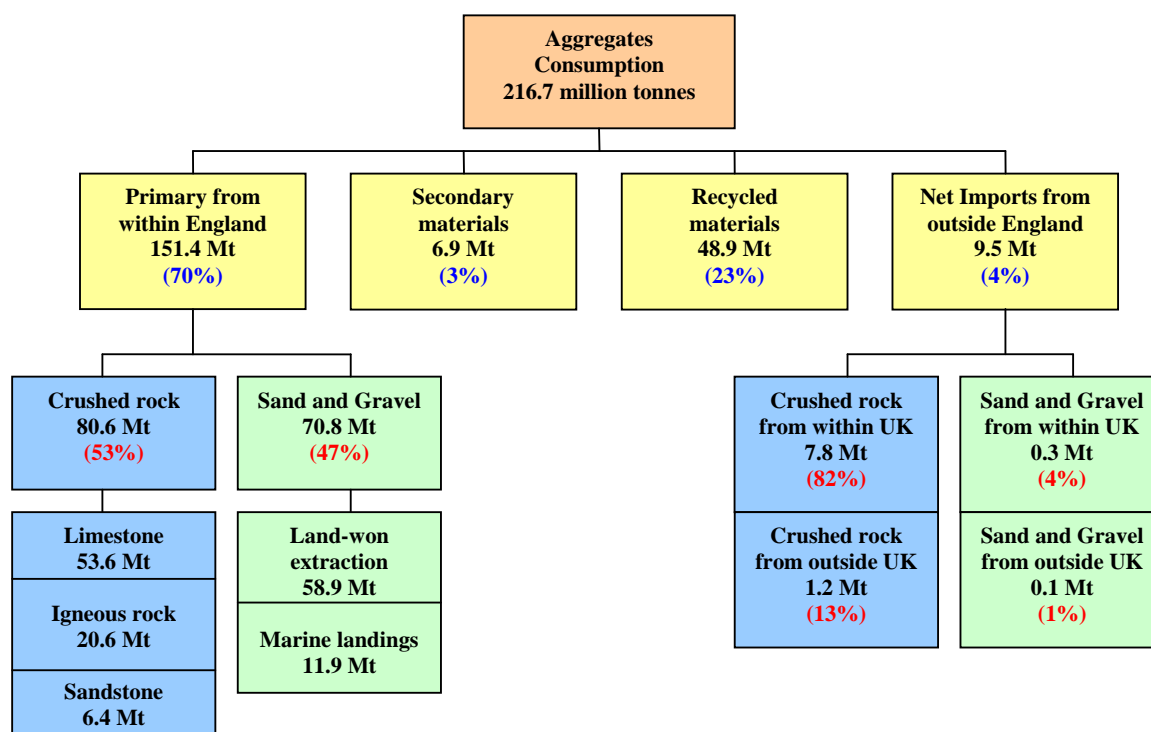 Aggregates
Consumption
216.7 million tonnes
Primary from
within England
151.4 Mt
(70%)
Secondary
materials
6.9 Mt
(3%)
Recycled
materials
48.9 Mt
(23%)
Net Imports from
outside England
9.5 Mt
(4%)
Crushed rock
80.6 Mt
(53%)
Sand and Gravel
70.8 Mt
(47%)
Crushed rock
from within UK
7.8 Mt
(82%)
Sand and Gravel
from within UK
0.3 Mt
(4%)
Limestone
53.6 Mt
Igneous rock
20.6 Mt
Sandstone
6.4 Mt
Land-won
extraction
58.9 Mt
Marine landings
11.9 Mt
Crushed rock
from outside UK
1.2 Mt
(13%)
Sand and Gravel
from outside UK
0.1 Mt
(1%)